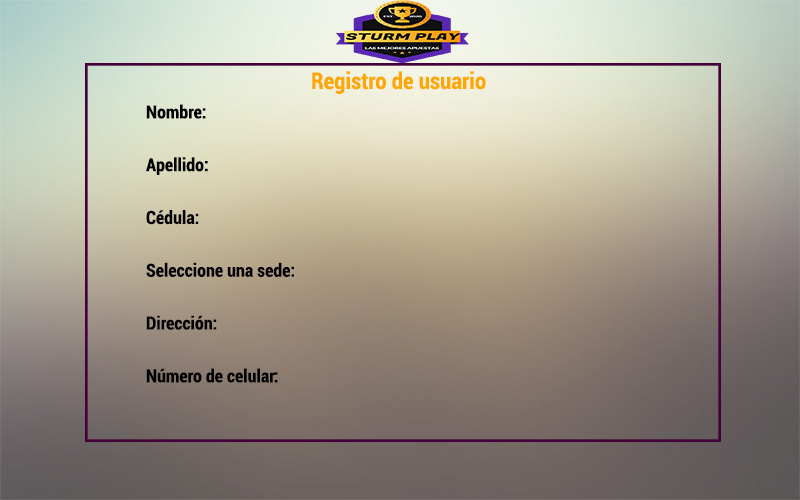 EST. 2020
STURM PLAY
LAS MEJORES APUESTAS
Registro de usuario
Nombre:
Apellido:
Cédula:
Seleccione una sede:
Dirección:
Número de celular: